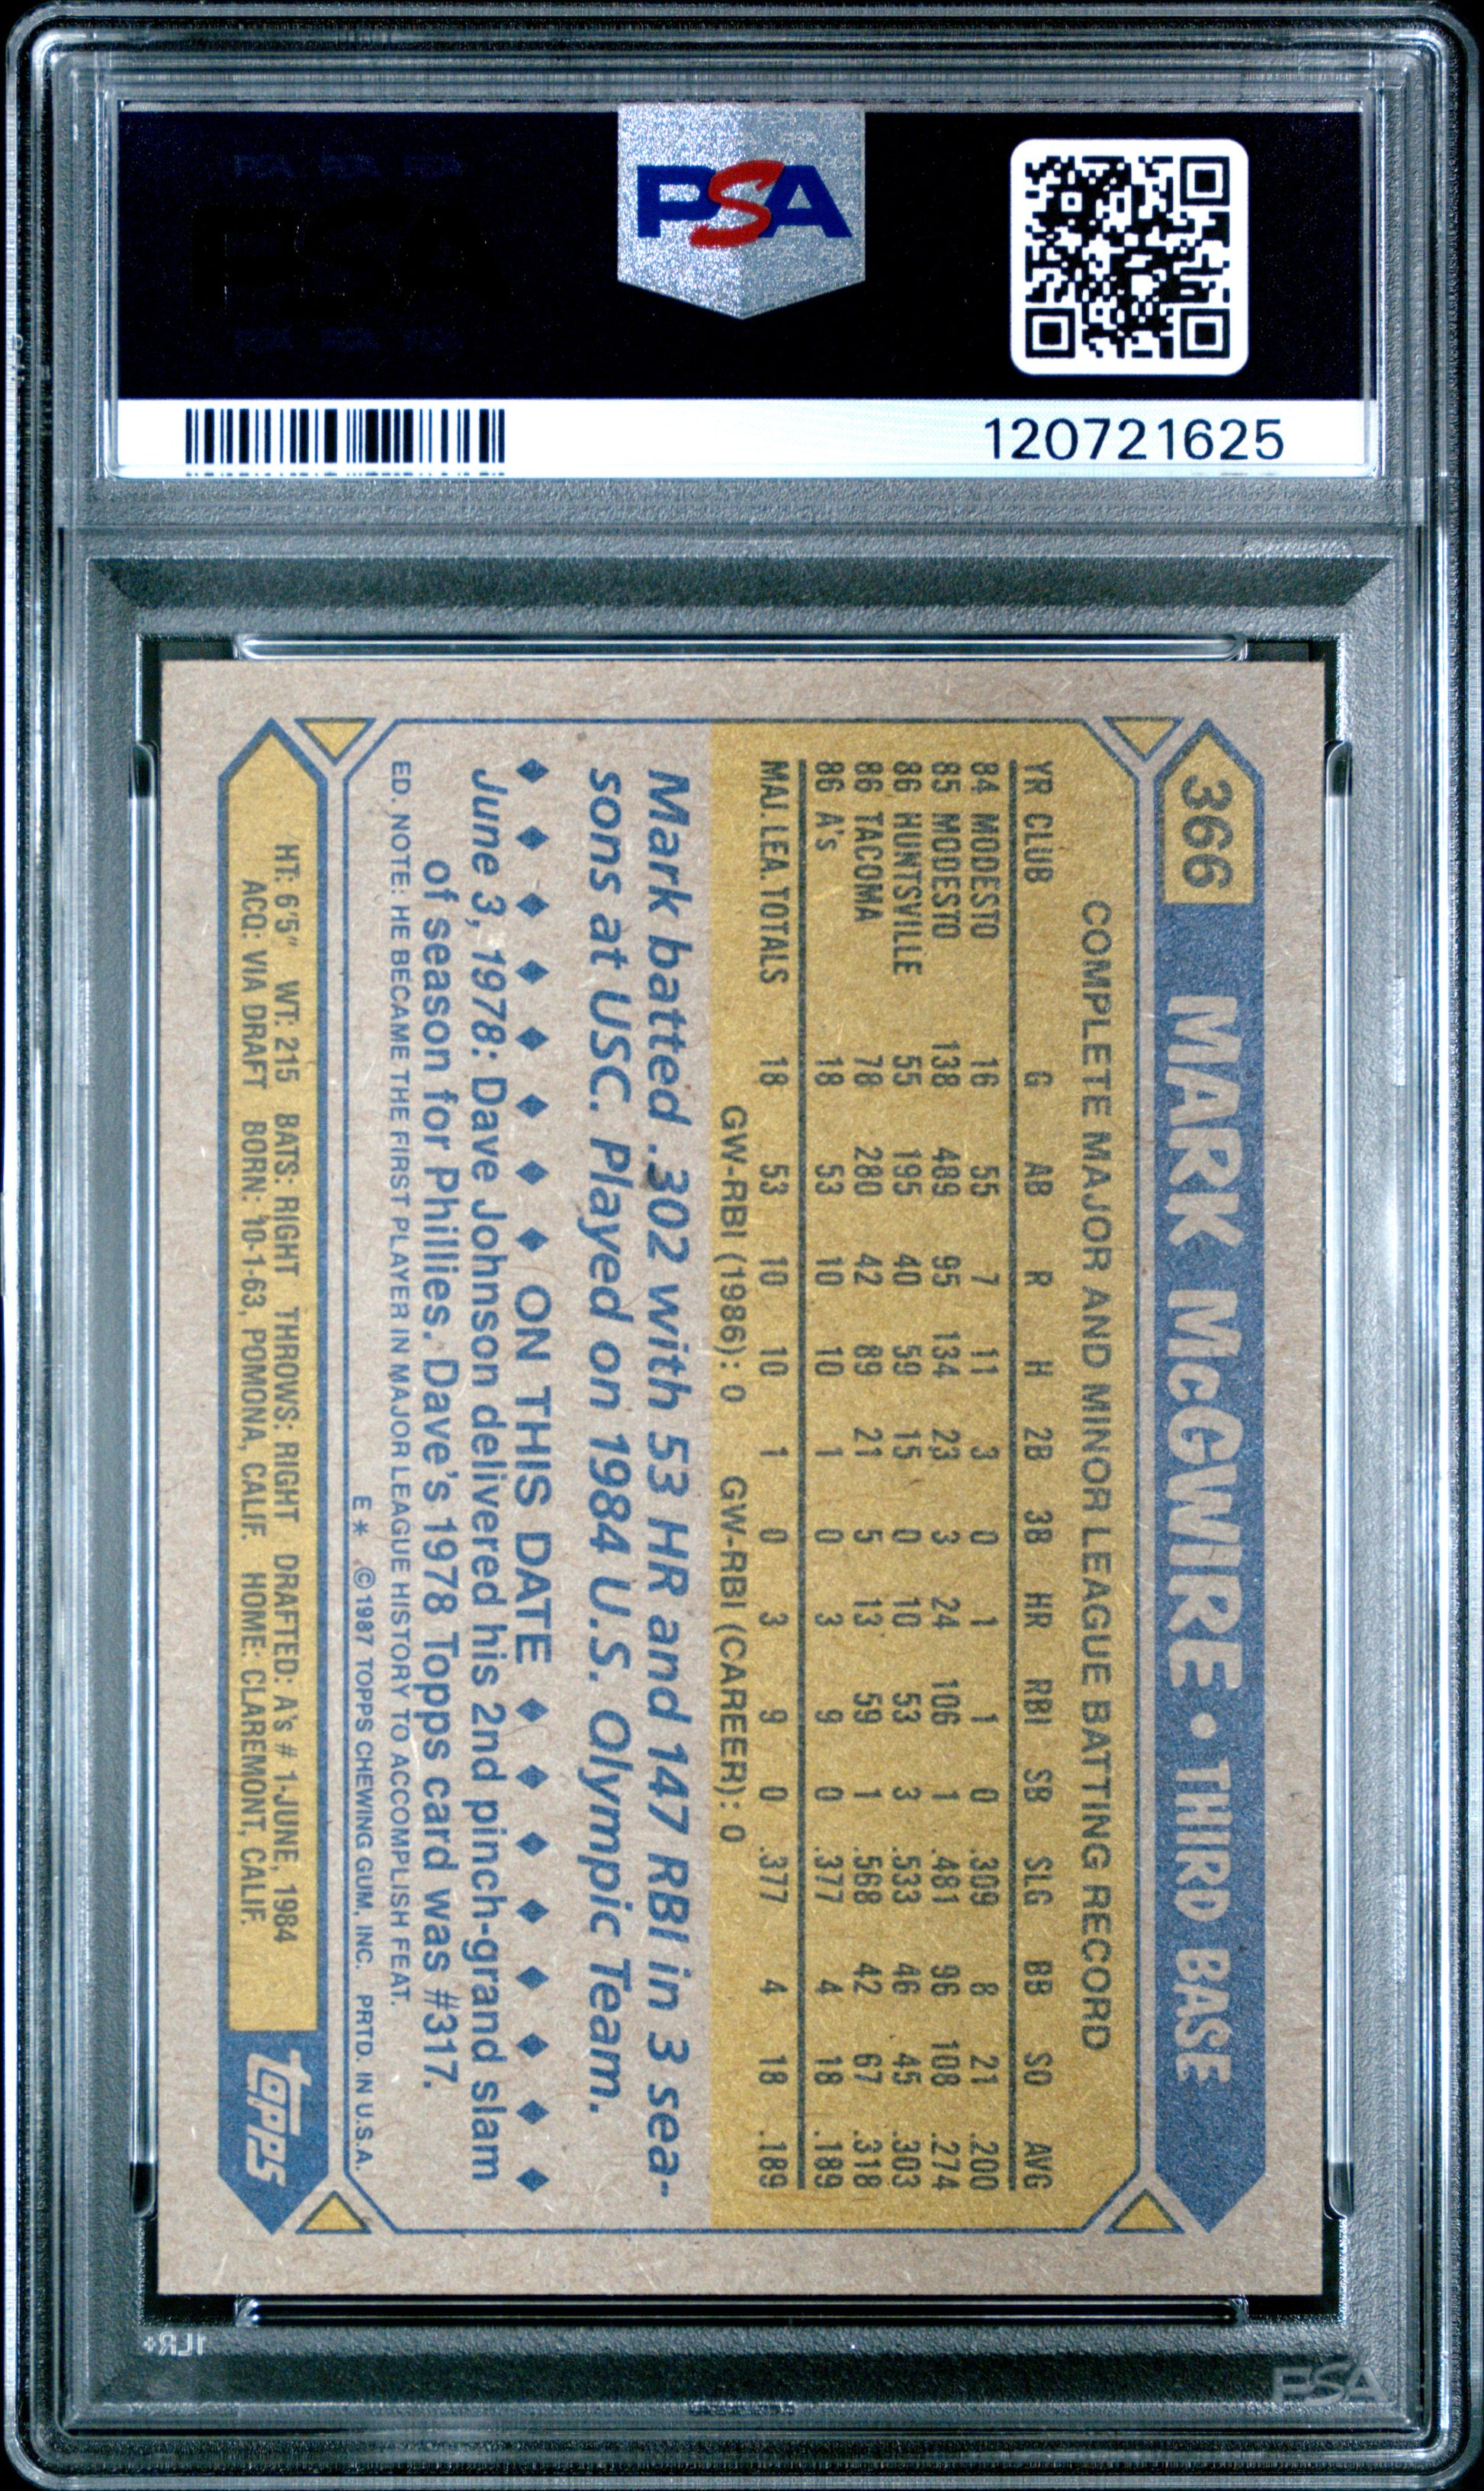 PSA
120721625
366 MARK McGWIRE • THIRD BASE
COMPLETE MAJOR AND MINOR LEAGUE BATTING RECORD
YR CLUB G AB R H 2B 3B HR RBI SB SLG BB SO AVG
84 MODESTO 16 55 7 11 3 0 1 1 0 .309 8 21 .200
85 MODESTO 138 489 95 134 23 3 24 106 1 .481 96 108 .274
86 HUNTSVILLE 55 195 40 59 15 0 10 53 3 .533 46 45 .303
86 TACOMA 78 280 42 89 21 5 13 59 1 .568 42 67 .318
86 A's 18 53 10 10 1 0 3 9 0 .377 4 18 .189
MAJ. LEA. TOTALS 18 53 10 10 1 0 3 9 0 .377 4 18 .189
GW-RBI (1986): 0 GW-RBI (CAREER): 0
Mark batted .302 with 53 HR and 147 RBI in 3 sea-
sons at USC. Played on 1984 U.S. Olympic Team.
◆ ◆ ◆ ◆ ◆ ◆ ◆ ◆ ON THIS DATE ◆ ◆ ◆ ◆ ◆ ◆ ◆ ◆
June 3, 1978: Dave Johnson delivered his 2nd pinch-grand slam
of season for Phillies. Dave's 1978 Topps card was #317.
ED. NOTE: HE BECAME THE FIRST PLAYER IN MAJOR LEAGUE HISTORY TO ACCOMPLISH FEAT.
E* © 1987 TOPPS CHEWING GUM, INC. PRTD. IN U.S.A.
HT: 6'5" WT: 215 BATS: RIGHT THROWS: RIGHT DRAFTED: A's #1-JUNE, 1984
ACQ: VIA DRAFT BORN: 10-1-63, POMONA, CALIF. HOME: CLAREMONT, CALIF.
topps
PSA